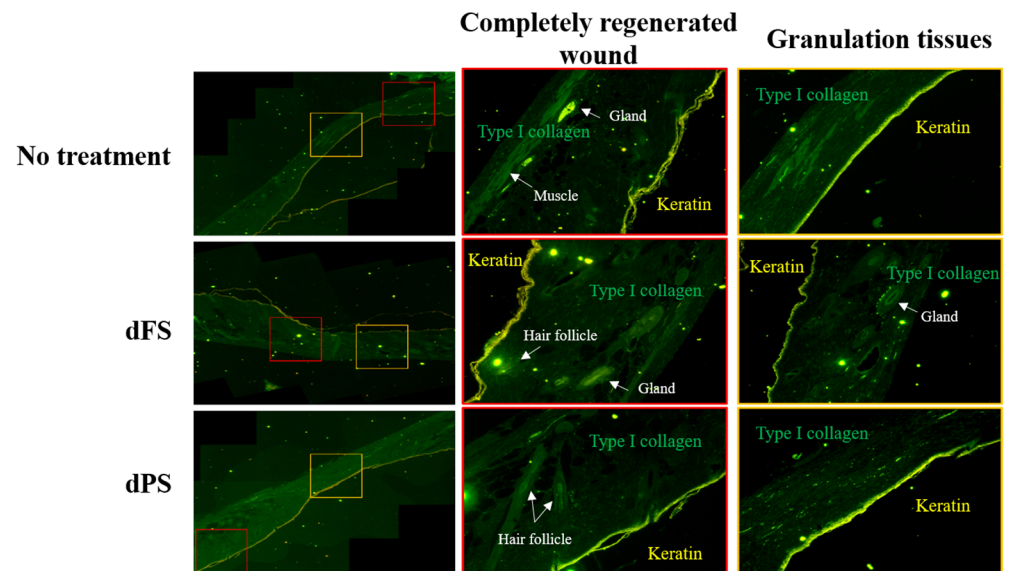 Completely regenerated
wound
Granulation tissues
No treatment
Type I collagen
Gland
Muscle
Keratin
Type I collagen
Keratin
dFS
Keratin
Type I collagen
Hair follicle
Gland
Keratin
Type I collagen
Gland
dPS
Type I collagen
Hair follicle
Keratin
Type I collagen
Keratin